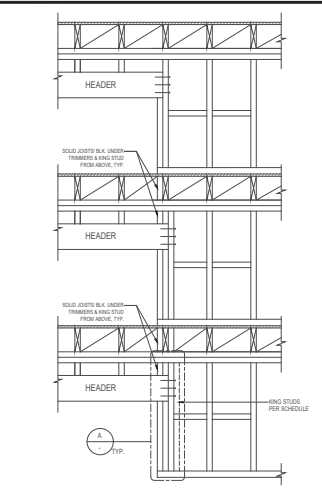 HEADER
SOLID JOISTS/ BLK. UNDER
TRIMMERS & KING STUD
FROM ABOVE, TYP.
HEADER
SOLID JOISTS/ BLK. UNDER
TRIMMERS & KING STUD
FROM ABOVE, TYP.
HEADER
KING STUDS
PER SCHEDULE
A
-
TYP.